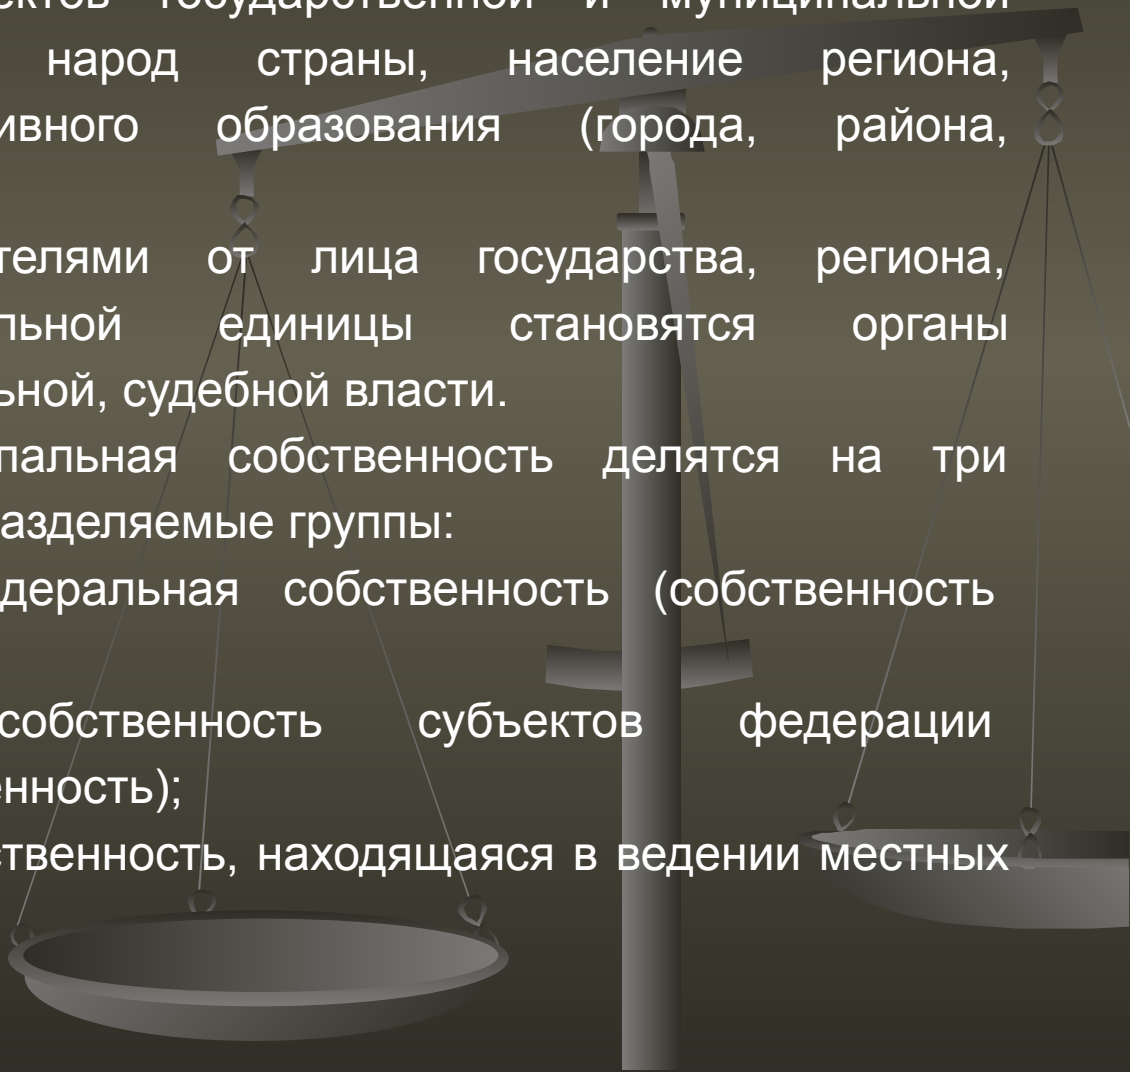 ектов государственной и муниципальной
народ страны, население региона,
ивного образования (города, района,
телями от лица государства, региона,
льной единицы становятся органы
ьной, судебной власти.
пальная собственность делятся на три
азделяемые группы:
деральная собственность (собственность
собственность субъектов федерации
енность);
ственность, находящаяся в ведении местных